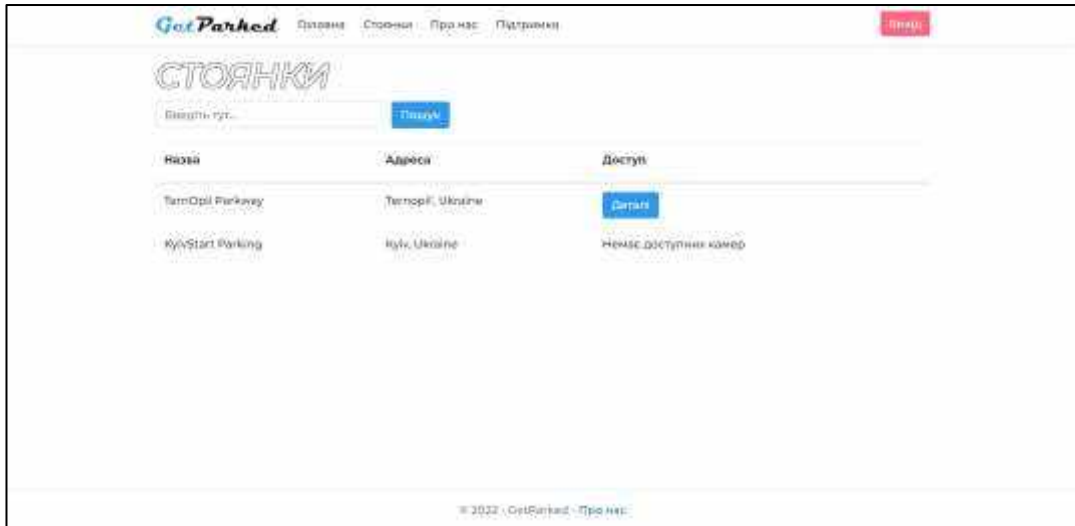 GetParked Головна Стоянки Про нас Підтримка
СТОЯНКИ
Введіть тут... Пошук
Назва Адреса Доступ
TernOpil Parkway Ternopil', Ukraine Деталі
KyivStart Parking Kyiv, Ukraine Немає доступних камер
© 2022 - GetParked - Про нас